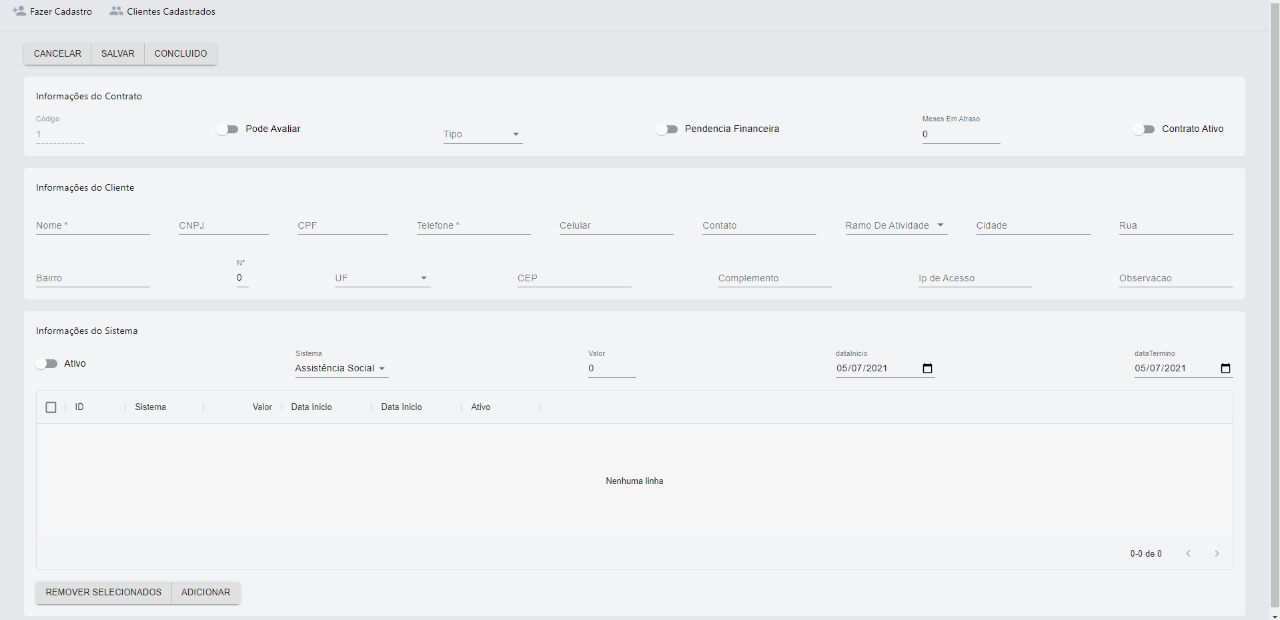 Fazer Cadastro Clientes Cadastrados
CANCELAR SALVAR CONCLUIDO
Informações do Contrato
Código
1
Pode Avaliar
Tipo
Pendencia Financeira
Meses Em Atraso
0
Contrato Ativo
Informações do Cliente
Nome * CNPJ CPF Telefone * Celular Contato Ramo De Atividade Cidade Rua
Bairro
N°
0
UF CEP Complemento Ip de Acesso Observacao
Informações do Sistema
Ativo
Sistema
Assistência Social
Valor
0
dataInicio
05/07/2021
dataTermino
05/07/2021
ID Sistema Valor Data Inicio Data Inicio Ativo
Nenhuma linha
0-0 de 0
REMOVER SELECIONADOS ADICIONAR